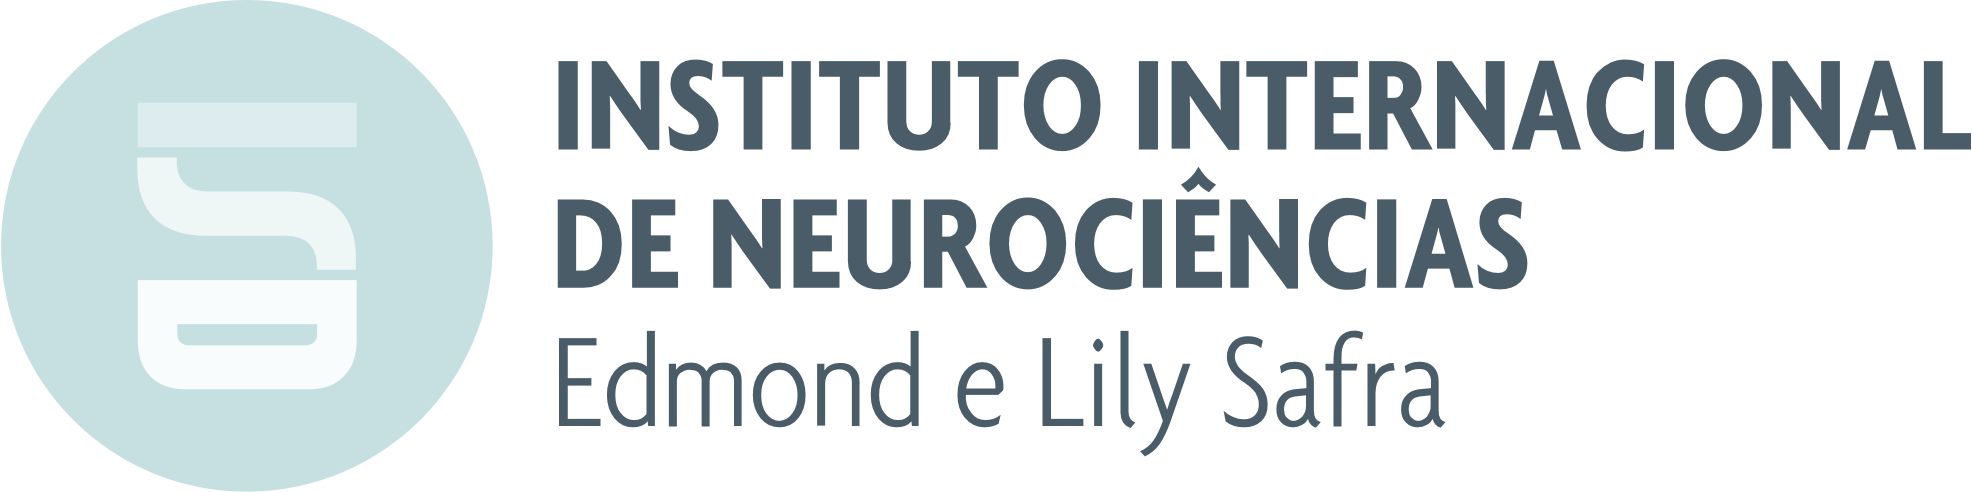 INSTITUTO INTERNACIONAL
DE NEUROCIÊNCIAS
Edmond e Lily Safra